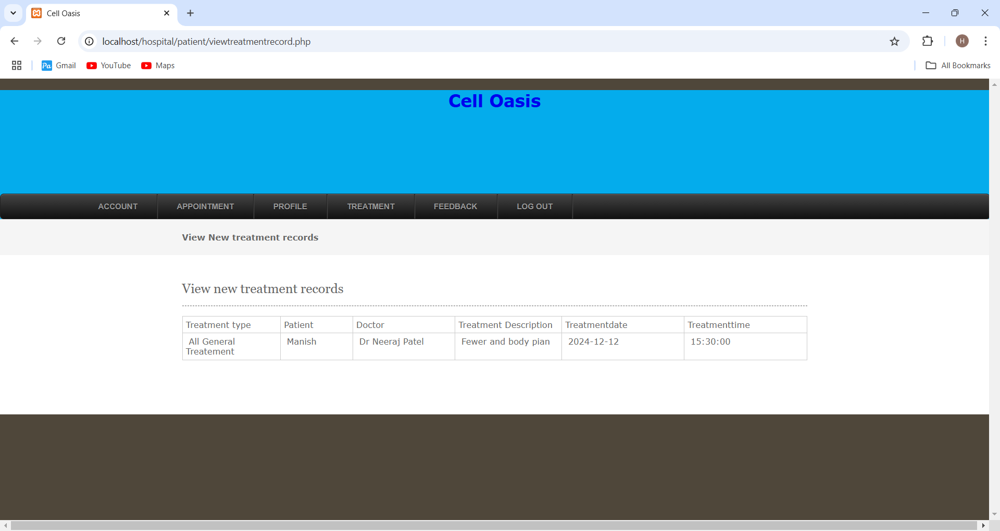 Cell Oasis
localhost/hospital/patient/viewtreatmentrecord.php
H
Pa Gmail YouTube Maps All Bookmarks
Cell Oasis
ACCOUNT APPOINTMENT PROFILE TREATMENT FEEDBACK LOG OUT
View New treatment records
View new treatment records
Treatment type Patient Doctor Treatment Description Treatmentdate Treatmenttime
All General Manish Dr Neeraj Patel Fewer and body pian 2024-12-12 15:30:00
Treatement